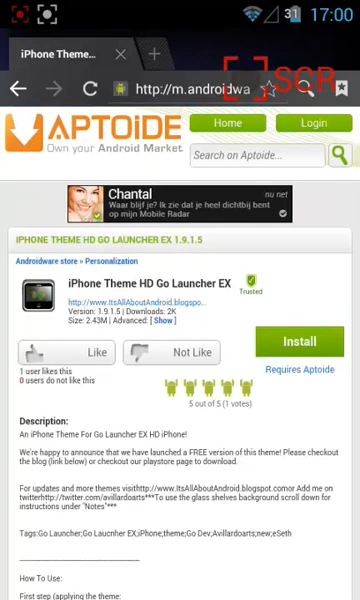 31 17:00
iPhone Theme...
http://m.androidwa
SCR
APTOiDE
Own your Android Market
Home
Login
Search on Aptoide...
Chantal
nu net
Waar blijf je? Ik zie dat je heel dichtbij bent
op mijn Mobile Radar
IPHONE THEME HD GO LAUNCHER EX 1.9.1.5
Androidware store » Personalization
iPhone Theme HD Go Launcher EX
Trusted
http://www.ItsAllAboutAndroid.blogspo...
Version: 1.9.1.5 | Downloads: 2K
Size: 2.43M | Advanced: [ Show ]
Install
Like
Not Like
Requires Aptoide
1 user likes this
0 users do not like this
5 out of 5 (1 votes)
Description:
An iPhone Theme For Go Launcher EX HD iPhone!
We're happy to announce that we have launched a FREE version of this theme! Please checkout
the blog (link below) or checkout our playstore page to download.
For updates and more themes visithttp://www.ItsAllAboutAndroid.blogspot.comor Add me on
twitterhttp://twitter.com/avillardoarts***To use the glass shelves background scroll down for
instructions under "Notes"***
Tags:Go Launcher;Go Laucnher EX;iPhone;theme;Go Dev;Avillardoarts;new;eSeth
How To Use:
First step (applying the theme: